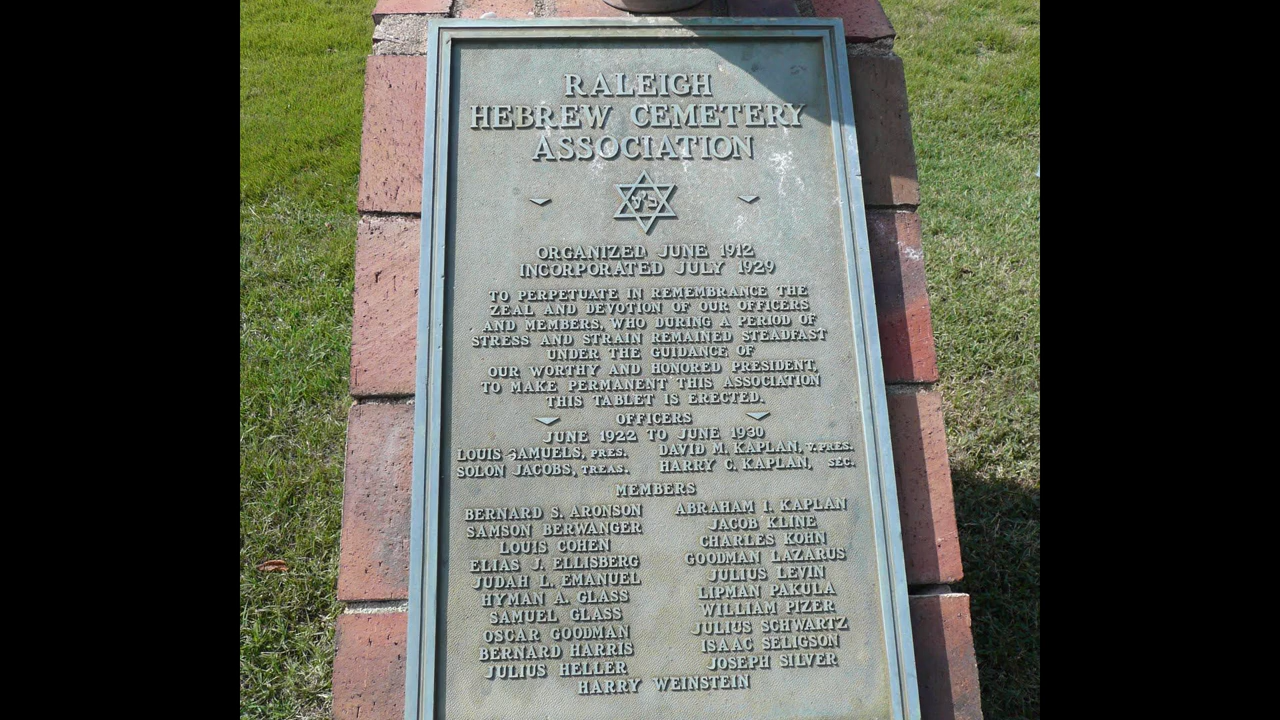 RALEIGH
HEBREW CEMETERY
ASSOCIATION
ORGANIZED JUNE 1912
INCORPORATED JULY 1929
TO PERPETUATE IN REMEMBRANCE THE
ZEAL AND DEVOTION OF OUR OFFICERS
AND MEMBERS, WHO DURING A PERIOD OF
STRESS AND STRAIN REMAINED STEADFAST
UNDER THE GUIDANCE OF
OUR WORTHY AND HONORED PRESIDENT,
TO MAKE PERMANENT THIS ASSOCIATION
THIS TABLET IS ERECTED.
OFFICERS
JUNE 1922 TO JUNE 1930
LOUIS SAMUELS, PRES. DAVID M. KAPLAN, V. PRES.
SOLON JACOBS, TREAS. HARRY C. KAPLAN, SEC.
MEMBERS
BERNARD S. ARONSON ABRAHAM I. KAPLAN
SAMSON BERWANGER JACOB KLINE
LOUIS COHEN CHARLES KOHN
ELIAS J. ELLISBERG GOODMAN LAZARUS
JUDAH L. EMANUEL JULIUS LEVIN
HYMAN A. GLASS LIPMAN PAKULA
SAMUEL GLASS WILLIAM PIZER
OSCAR GOODMAN JULIUS SCHWARTZ
BERNARD HARRIS ISAAC SELIGSON
JULIUS HELLER JOSEPH SILVER
HARRY WEINSTEIN